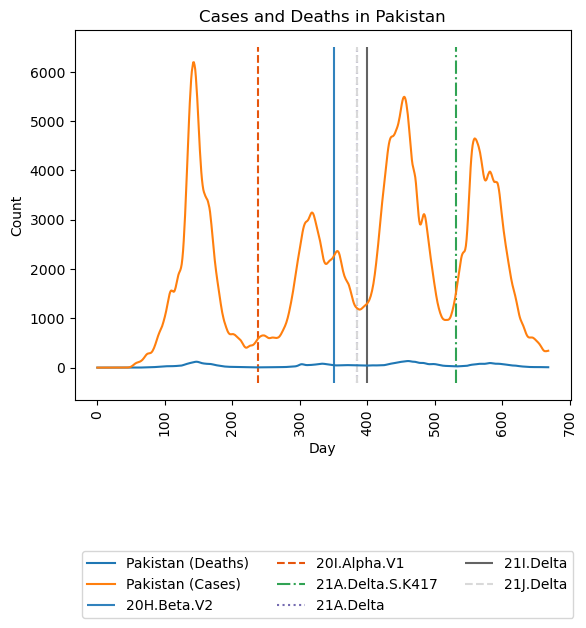 Cases and Deaths in Pakistan
Count
6000
5000
4000
3000
2000
1000
0
0 100 200 300 400 500 600 700
Day
Pakistan (Deaths) 20I.Alpha.V1 21I.Delta
Pakistan (Cases) 21A.Delta.S.K417 21J.Delta
20H.Beta.V2 21A.Delta